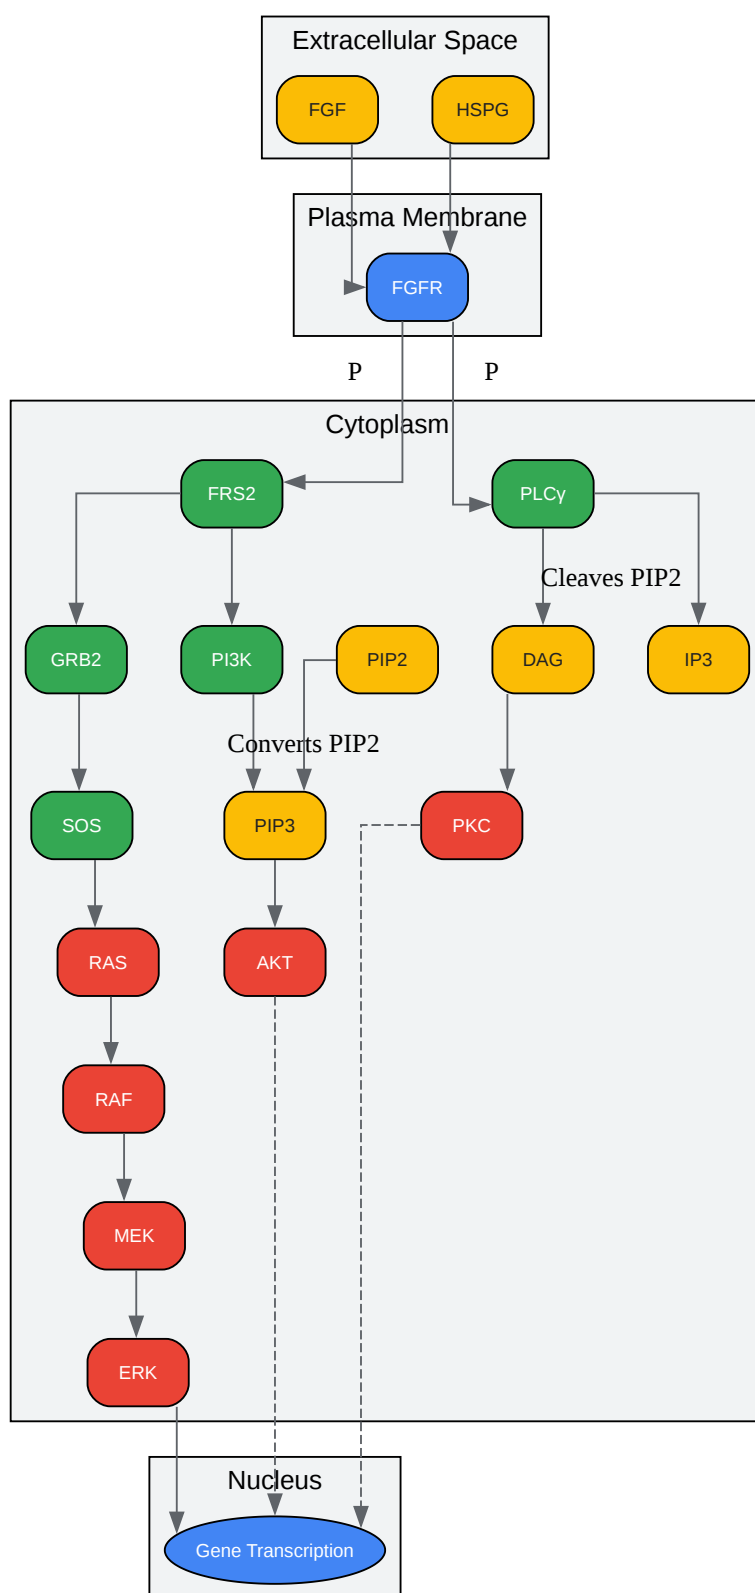 Extracellular Space
FGF
HSPG
Plasma Membrane
FGFR
P
P
Cytoplasm
FRS2
PLCγ
Cleaves PIP2
GRB2
PI3K
PIP2
DAG
IP3
Converts PIP2
SOS
PIP3
PKC
RAS
AKT
RAF
MEK
ERK
Nucleus
Gene Transcription